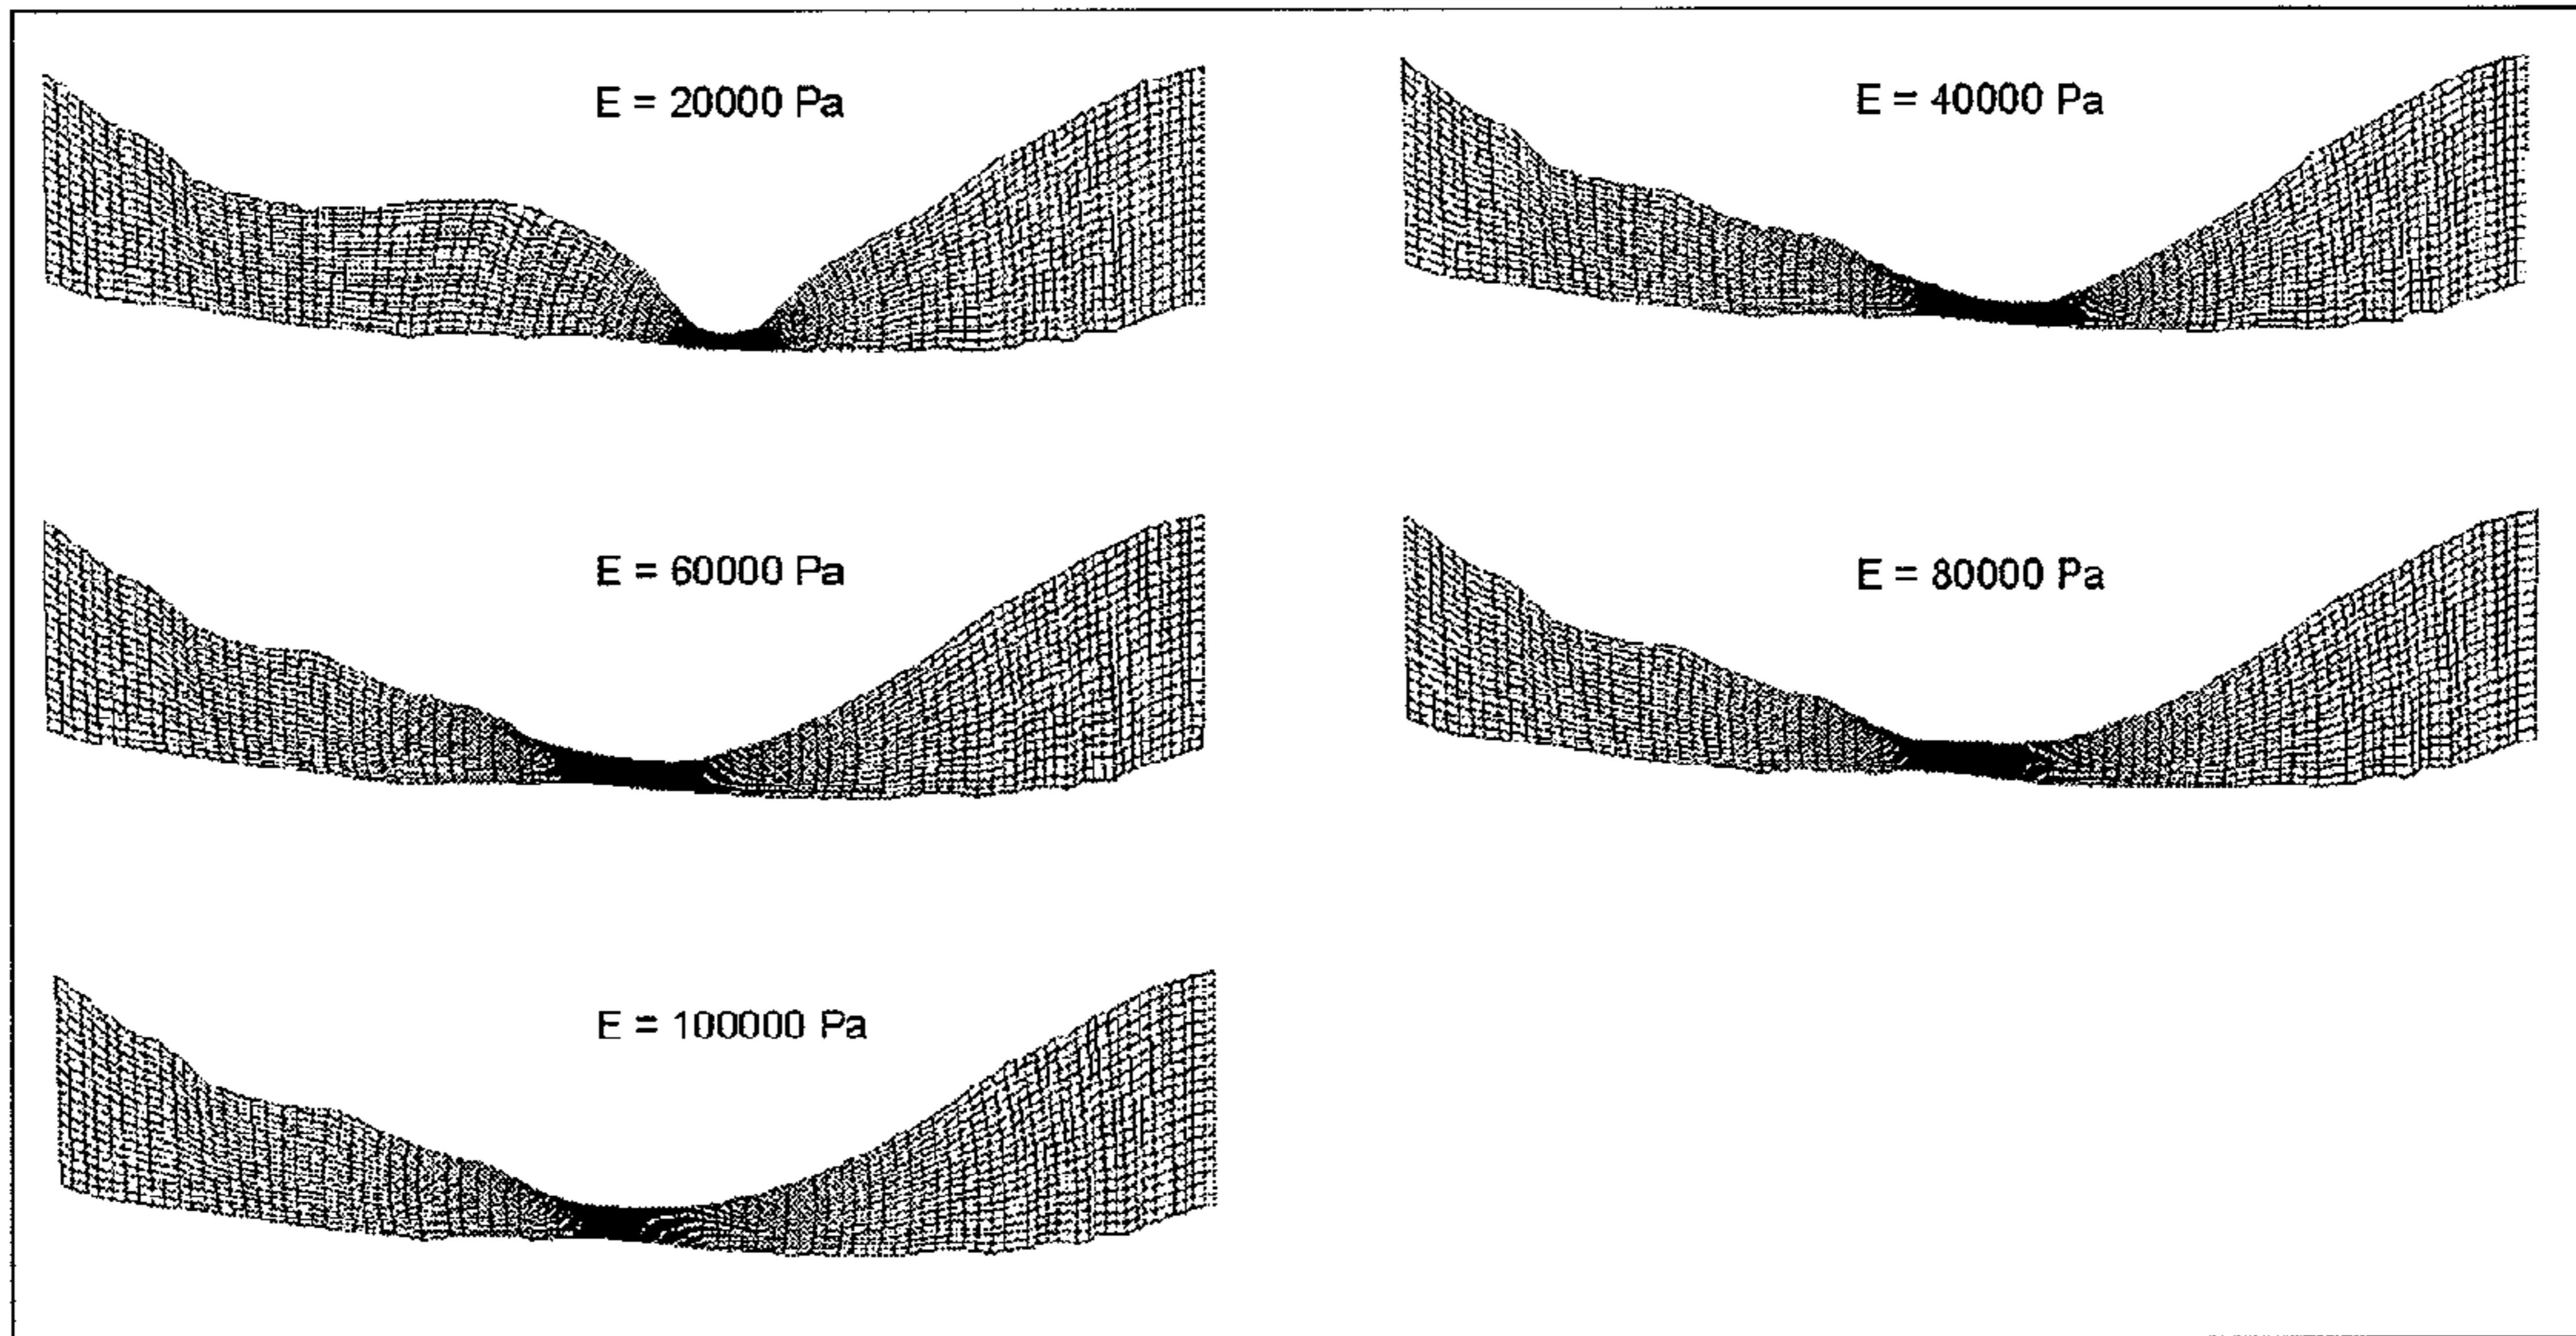 E = 20000 Pa
E = 40000 Pa
E = 60000 Pa
E = 80000 Pa
E = 100000 Pa